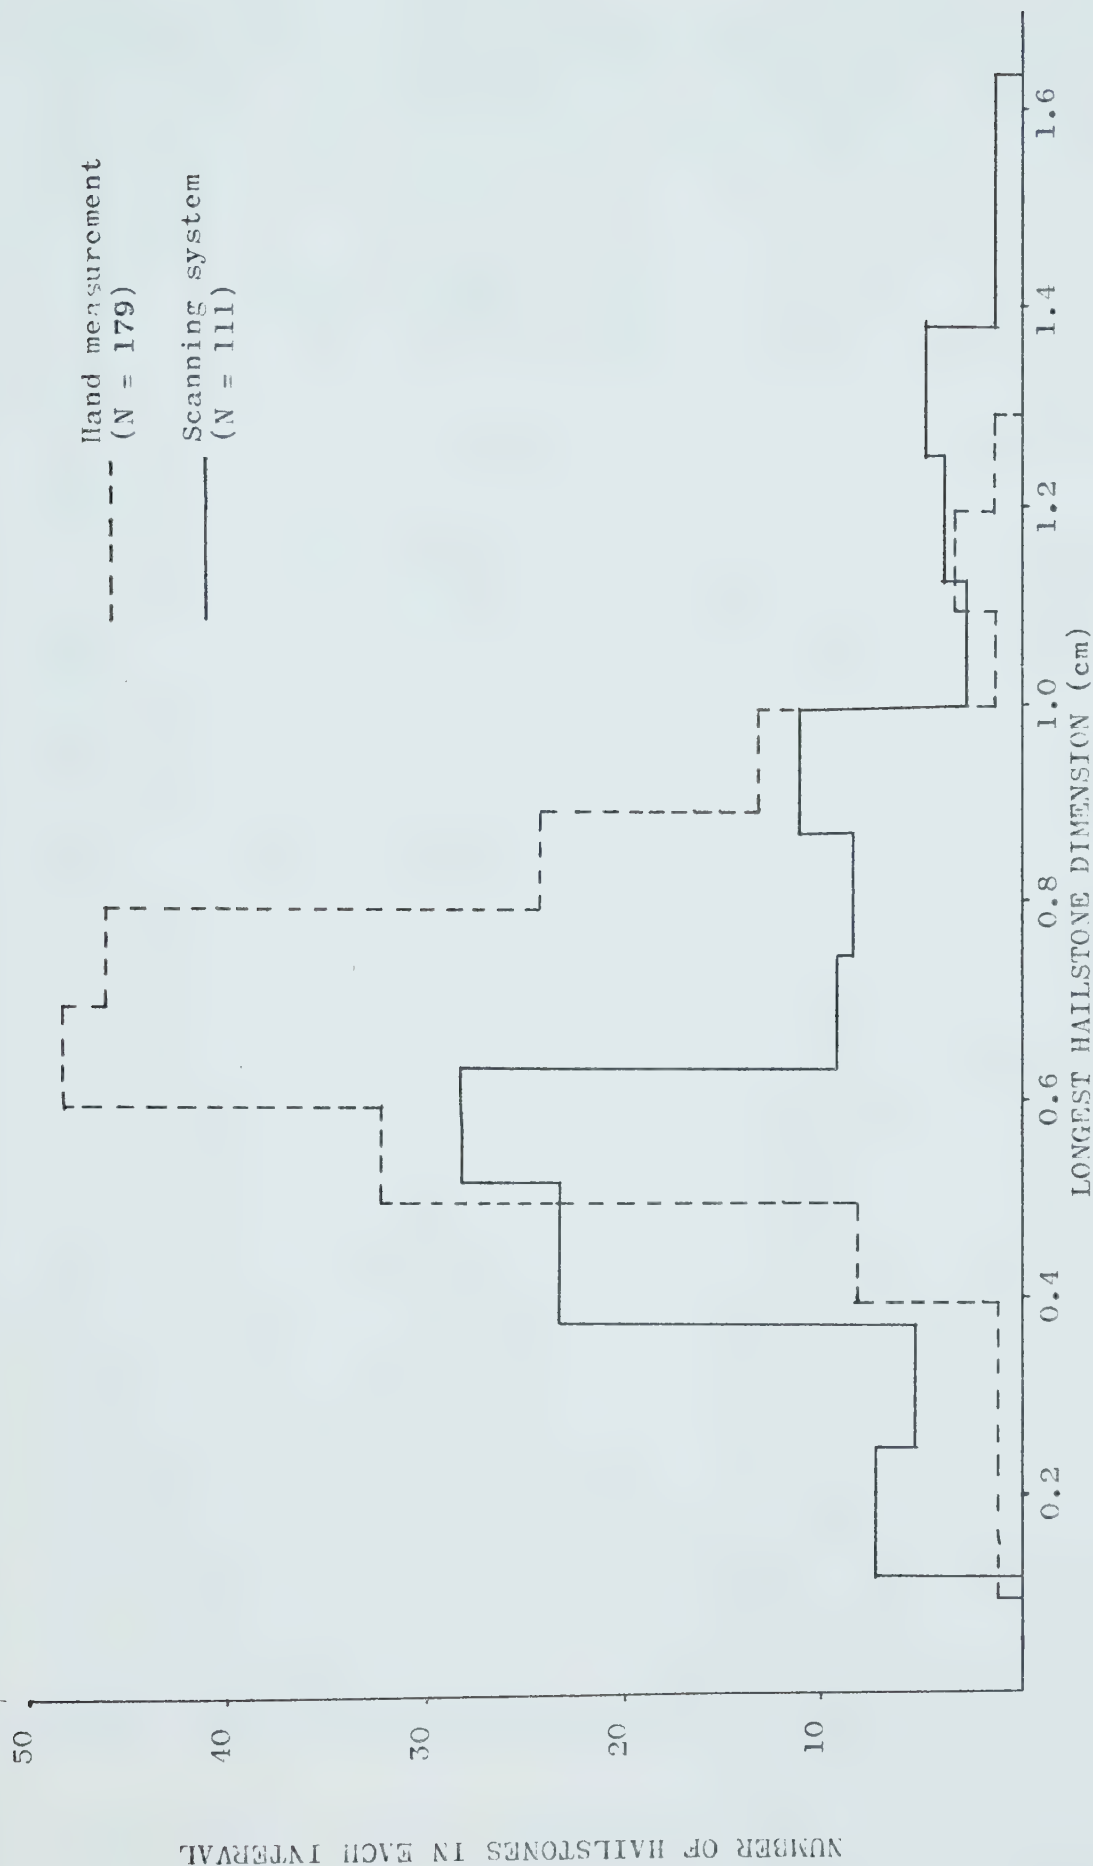 Hand measurement
(N = 179)
Scanning system
(N = 111)
50
40
30
20
10
NUMBER OF HAILSTONES IN EACH INTERVAL
0.2
0.4
0.6
0.8
1.0
1.2
1.4
1.6
LONGEST HAILSTONE DIMENSION (cm)